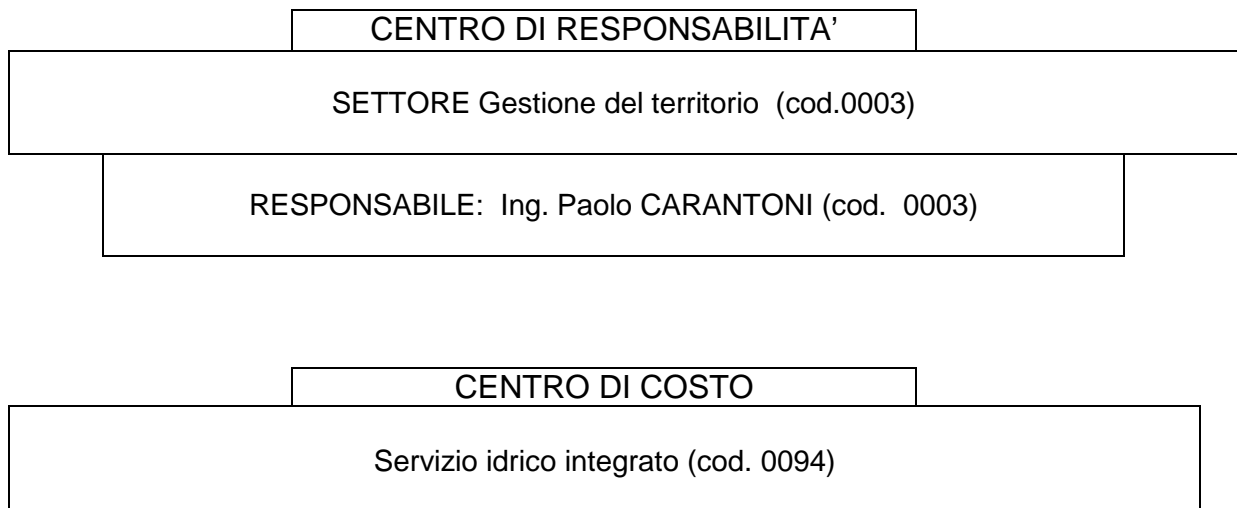 CENTRO DI RESPONSABILITA’
SETTORE Gestione del territorio (cod.0003)
RESPONSABILE: Ing. Paolo CARANTONI (cod. 0003)
CENTRO DI COSTO
Servizio idrico integrato (cod. 0094)